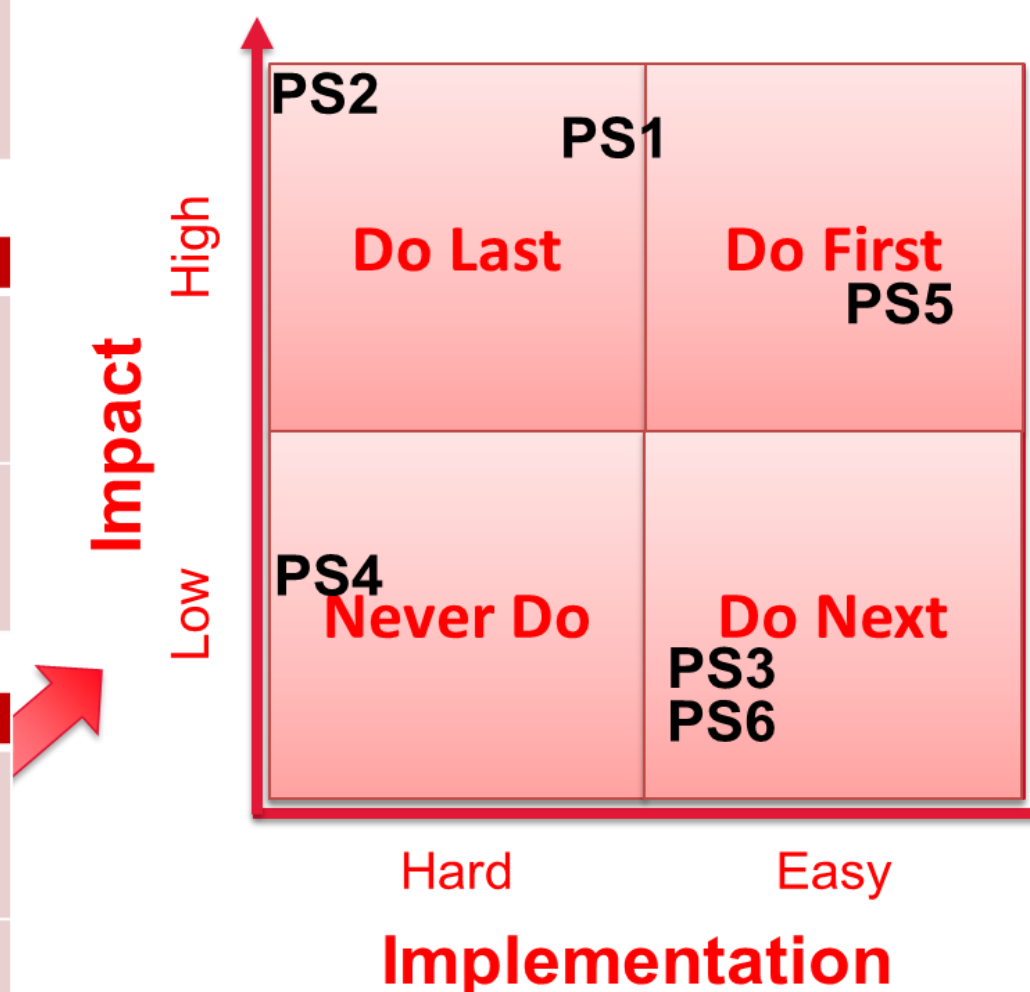 PS2
PS1
High
Do Last
Do First
PS5
Impact
PS4
Low
Never Do
Do Next
PS3
PS6
Hard
Easy
Implementation